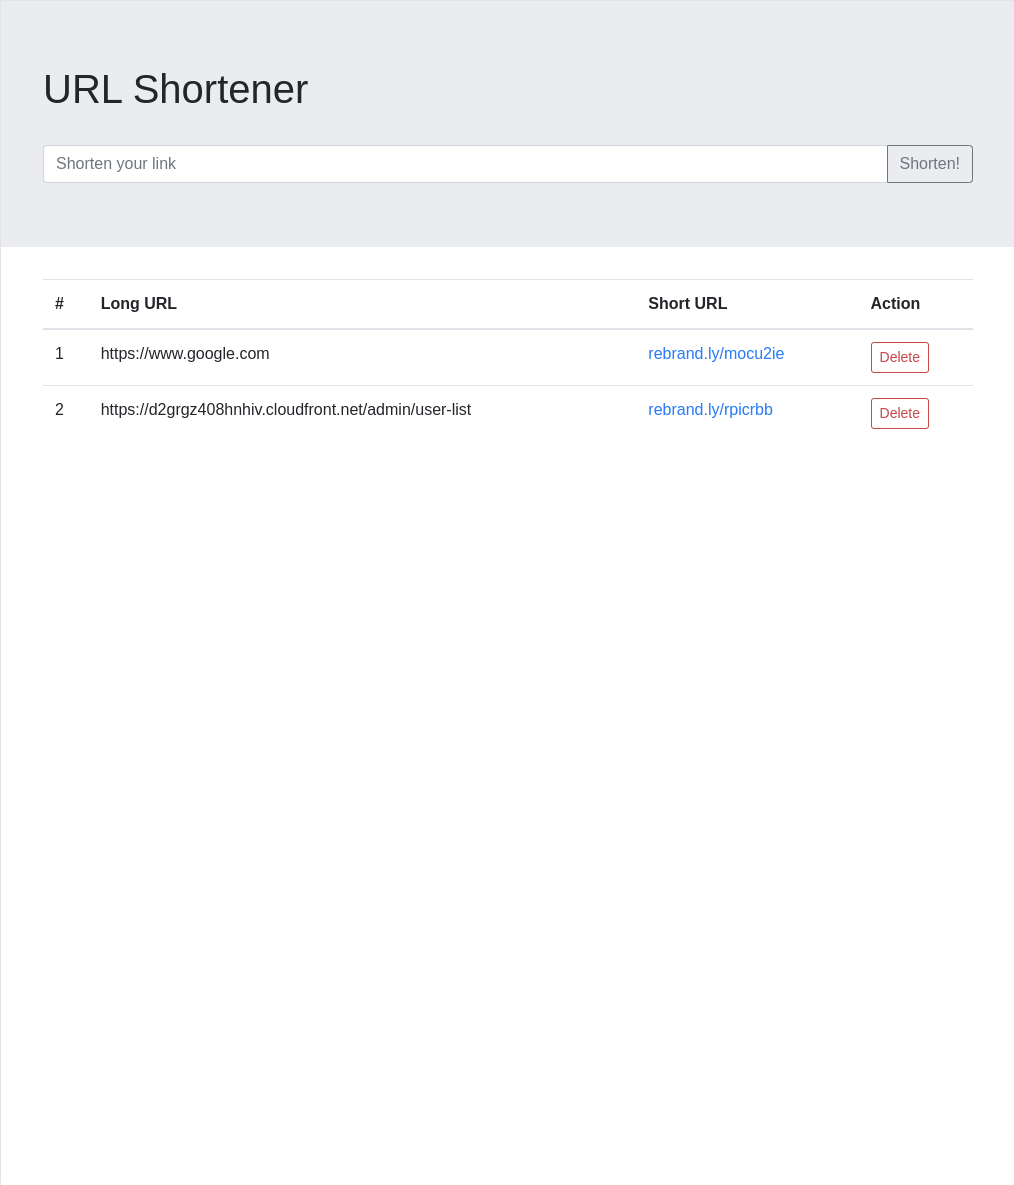 URL Shortener
Shorten your link Shorten!
# Long URL Short URL Action
1 https://www.google.com rebrand.ly/mocu2ie Delete
2 https://d2grgz408hnhiv.cloudfront.net/admin/user-list rebrand.ly/rpicrbb Delete